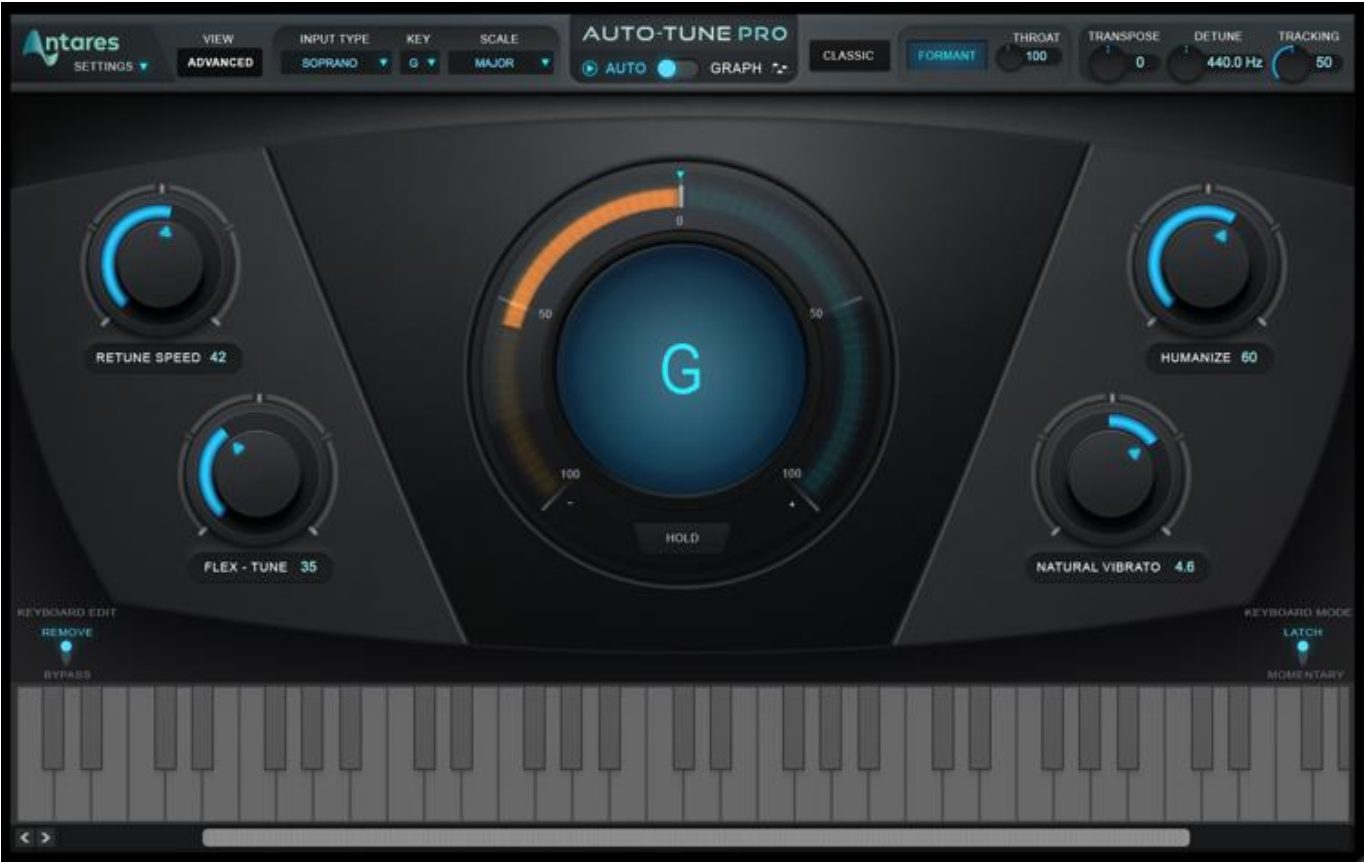 Antares
SETTINGS
VIEW
ADVANCED
INPUT TYPE
SOPRANO
KEY
G
SCALE
MAJOR
AUTO-TUNE PRO
AUTO
GRAPH
CLASSIC
FORMANT
THROAT
100
TRANSPOSE
0
DETUNE
440.0 Hz
TRACKING
50
0
50
50
100
100
-
+
G
HOLD
RETUNE SPEED 42
HUMANIZE 60
FLEX - TUNE 35
NATURAL VIBRATO 4.6
KEYBOARD EDIT
REMOVE
BYPASS
KEYBOARD MODE
LATCH
MOMENTARY